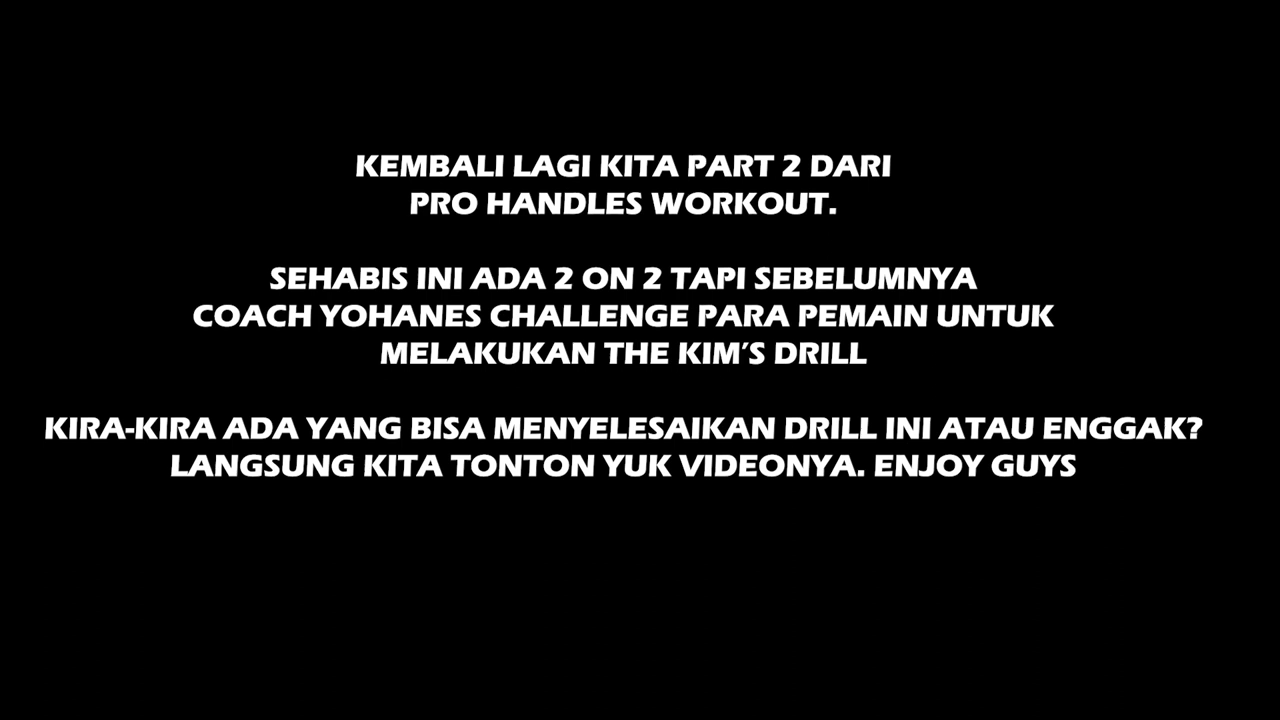 KEMBALI LAGI KITA PART 2 DARI
PRO HANDLES WORKOUT.
SEHABIS INI ADA 2 ON 2 TAPI SEBELUMNYA
COACH YOHANES CHALLENGE PARA PEMAIN UNTUK
MELAKUKAN THE KIM'S DRILL
KIRA-KIRA ADA YANG BISA MENYELESAIKAN DRILL INI ATAU ENGGAK?
LANGSUNG KITA TONTON YUK VIDEONYA. ENJOY GUYS